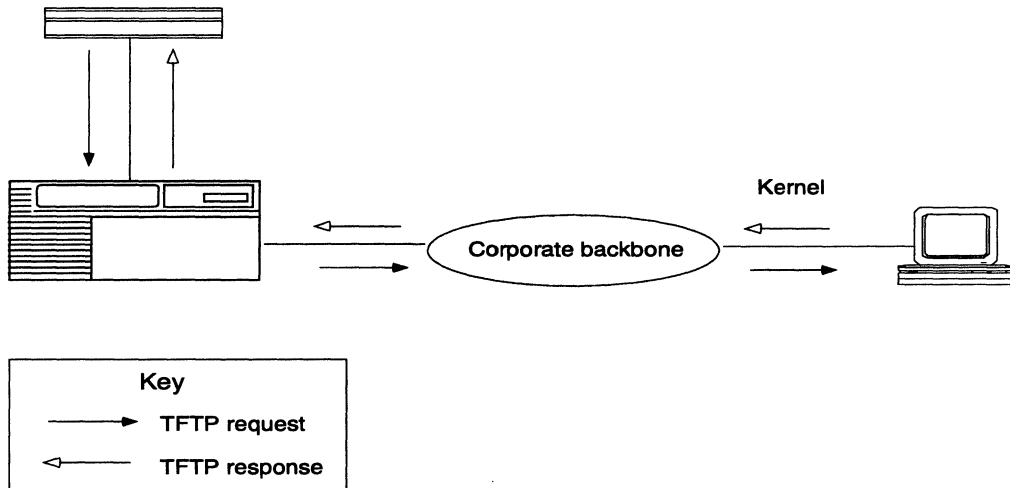 Kernel
Corporate backbone
Key
TFTP request
TFTP response